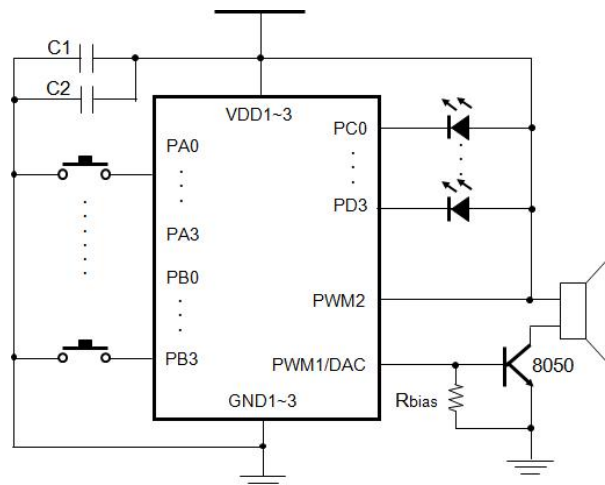 C1
C2
VDD1~3
PA0
PC0
PA3
PD3
PB0
PWM2
PB3
PWM1/DAC
8050
Rbias
GND1~3